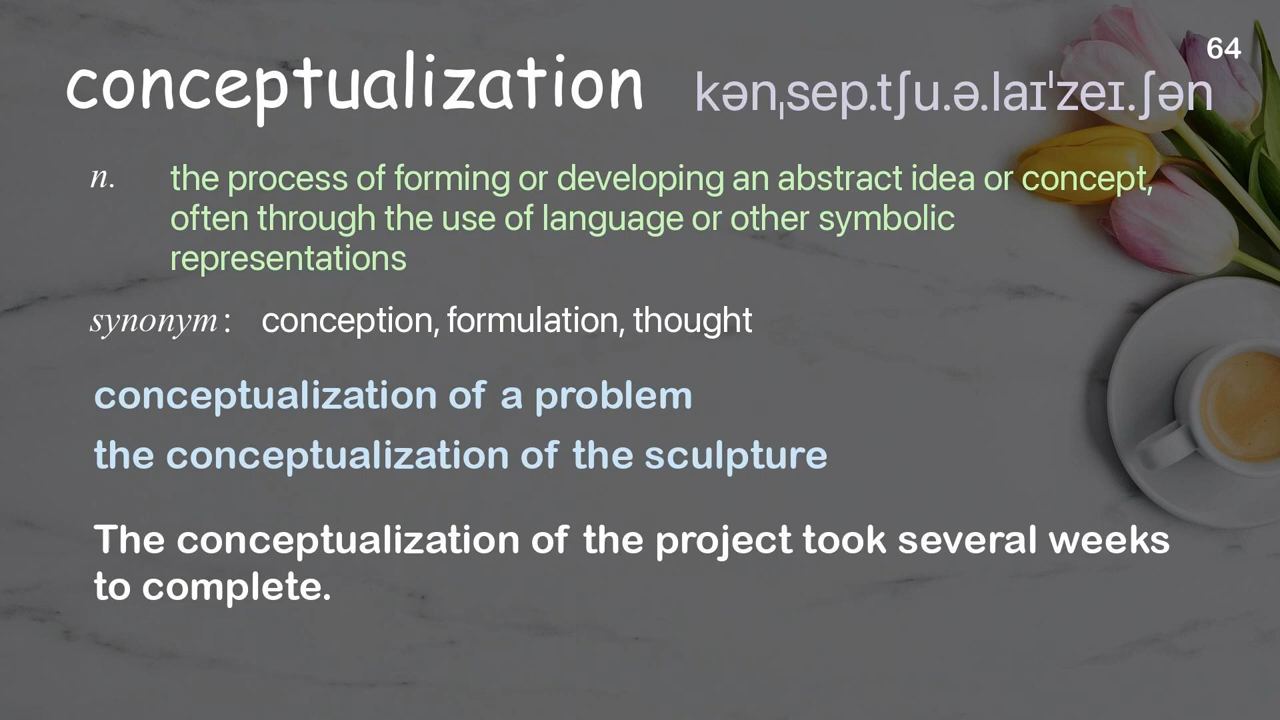 64
conceptualization kənˌsep.tʃu.ə.laɪˈzeɪ.ʃən
n. the process of forming or developing an abstract idea or concept,
often through the use of language or other symbolic
representations
synonym: conception, formulation, thought
conceptualization of a problem
the conceptualization of the sculpture
The conceptualization of the project took several weeks
to complete.